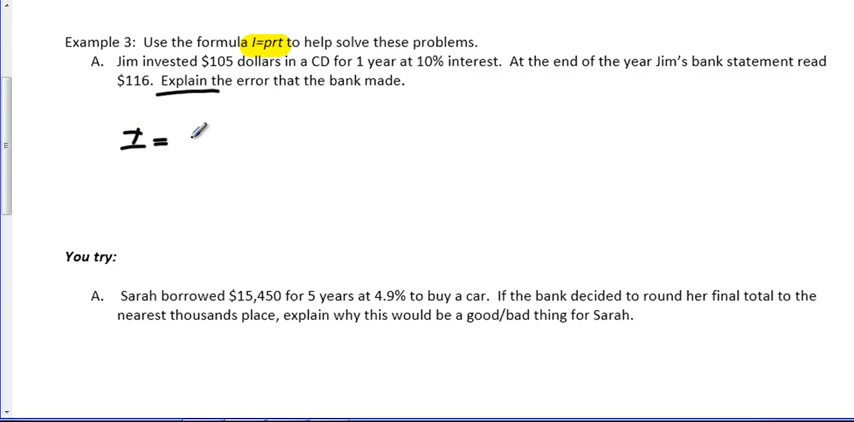 Example 3: Use the formula I=prt to help solve these problems.
A. Jim invested $105 dollars in a CD for 1 year at 10% interest. At the end of the year Jim's bank statement read
$116. Explain the error that the bank made.
I =
You try:
A. Sarah borrowed $15,450 for 5 years at 4.9% to buy a car. If the bank decided to round her final total to the
nearest thousands place, explain why this would be a good/bad thing for Sarah.